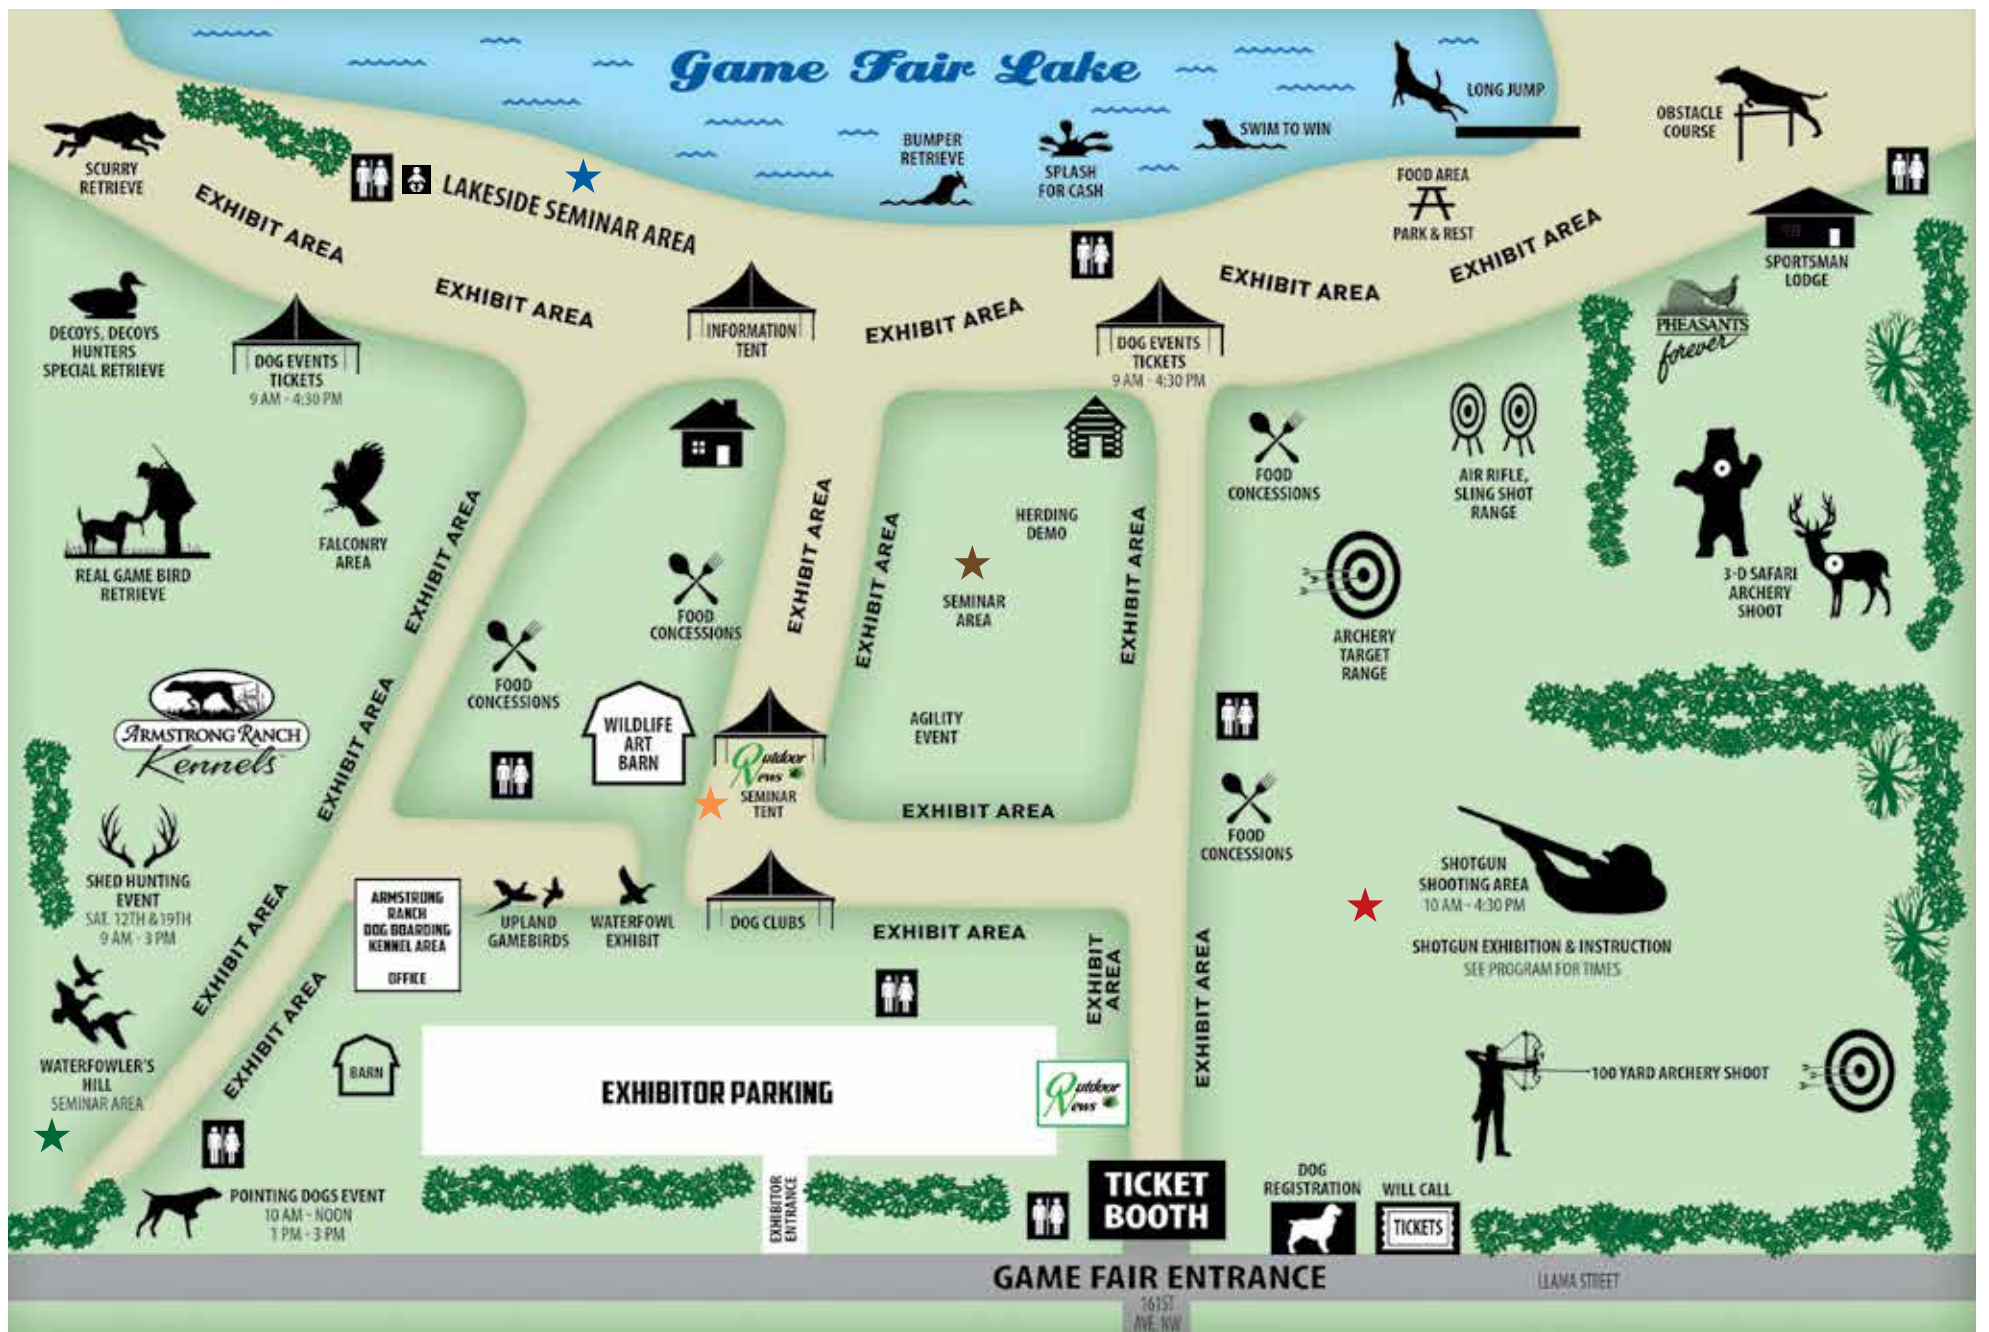 Game Fair Lake
LONG JUMP
OBSTACLE
COURSE
SWIM TO WIN
BUMPER
RETRIEVE
SPLASH
FOR CASH
SCURRY
RETRIEVE
FOOD AREA
PARK & REST
LAKESIDE SEMINAR AREA
EXHIBIT AREA
EXHIBIT AREA
EXHIBIT AREA
EXHIBIT AREA
EXHIBIT AREA
SPORTSMAN
LODGE
PHEASANTS
forever
INFORMATION
TENT
DECOYS, DECOYS
HUNTERS
SPECIAL RETRIEVE
DOG EVENTS
TICKETS
9 AM - 4:30 PM
DOG EVENTS
TICKETS
9 AM - 4:30 PM
FOOD
CONCESSIONS
AIR RIFLE,
SLING SHOT
RANGE
HERDING
DEMO
FALCONRY
AREA
REAL GAME BIRD
RETRIEVE
EXHIBIT AREA
EXHIBIT AREA
EXHIBIT AREA
EXHIBIT AREA
3-D SAFARI
ARCHERY
SHOOT
SEMINAR
AREA
FOOD
CONCESSIONS
ARCHERY
TARGET
RANGE
FOOD
CONCESSIONS
ARMSTRONG RANCH
Kennels
EXHIBIT AREA
WILDLIFE
ART
BARN
Outdoor
News
SEMINAR
TENT
AGILITY
EVENT
EXHIBIT AREA
FOOD
CONCESSIONS
SHED HUNTING
EVENT
SAT. 12TH & 19TH
9 AM - 3 PM
SHOTGUN
SHOOTING AREA
10 AM - 4:30 PM
SHOTGUN EXHIBITION & INSTRUCTION
SEE PROGRAM FOR TIMES
ARMSTRONG
RANCH
DOG BOARDING
KENNEL AREA
OFFICE
UPLAND
GAMEBIRDS
WATERFOWL
EXHIBIT
DOG CLUBS
EXHIBIT AREA
EXHIBIT AREA
EXHIBIT AREA
EXHIBIT
AREA
EXHIBIT AREA
WATERFOWLER'S
HILL
SEMINAR AREA
BARN
EXHIBITOR PARKING
Outdoor
News
100 YARD ARCHERY SHOOT
POINTING DOGS EVENT
10 AM - NOON
1 PM - 3 PM
EXHIBITOR
ENTRANCE
TICKET
BOOTH
DOG
REGISTRATION
WILL CALL
TICKETS
GAME FAIR ENTRANCE
LLAMA STREET
161ST
AVE. NW